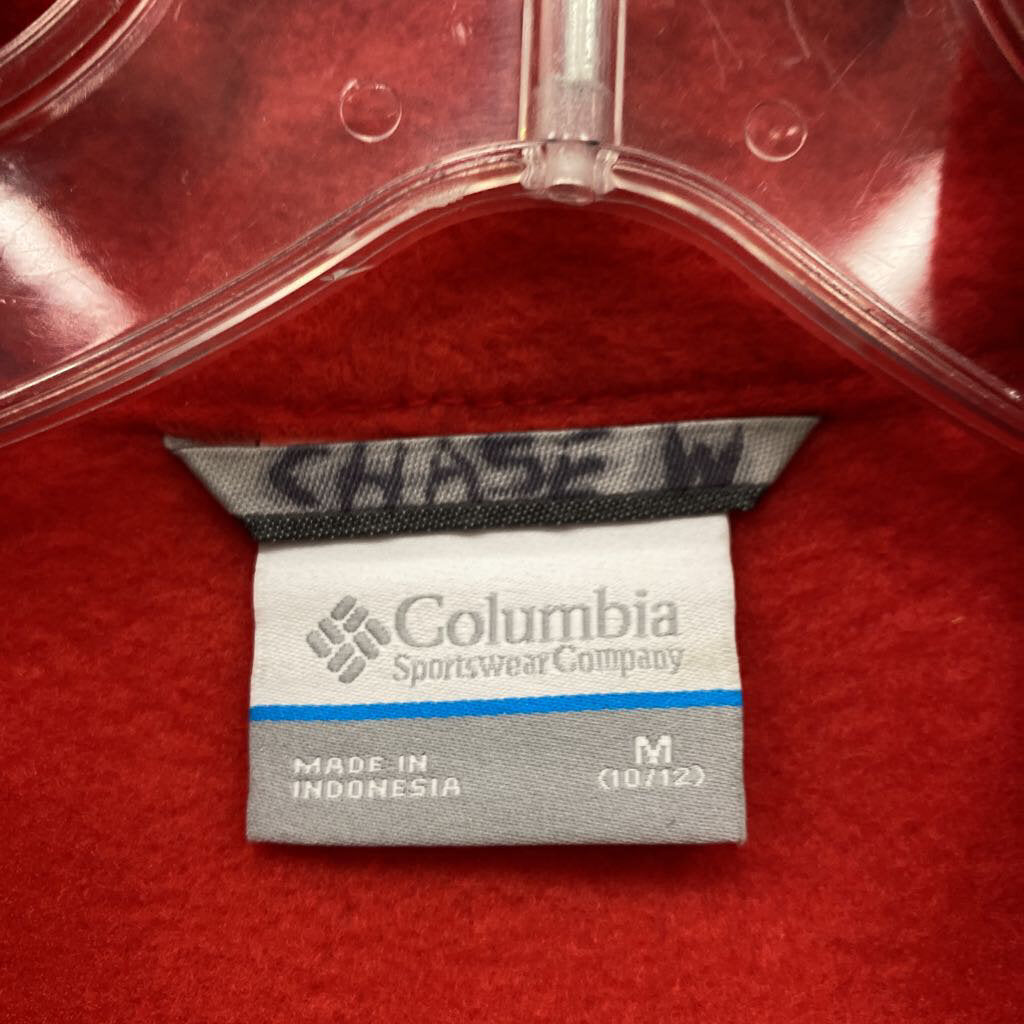 CHASE W
Columbia
Sportswear Company
MADE IN
INDONESIA
M
(10/12)